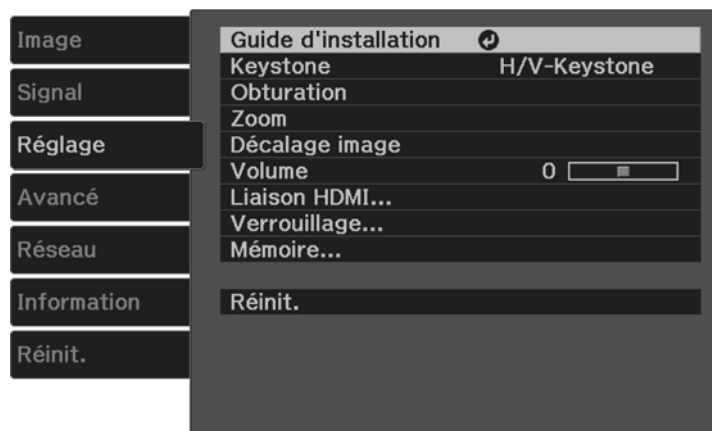 Image
Signal
Réglage
Avancé
Réseau
Information
Réinit.
Guide d'installation
Keystone H/V-Keystone
Obturation
Zoom
Décalage image
Volume 0
Liaison HDMI...
Verrouillage...
Mémoire...
Réinit.